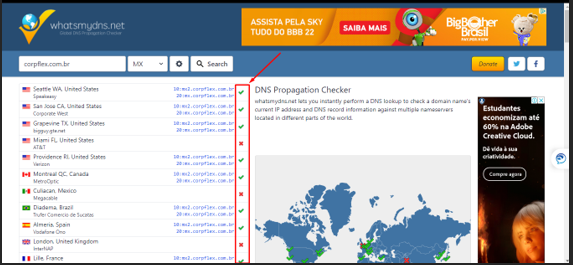 whatsmydns.net
Global DNS Propagation Checker
ASSISTA PELA SKY
TUDO DO BBB 22
SAIBA MAIS
BIG BROTHER
BRASIL
corpflex.com.br
MX
Search
Donate
Seattle WA, United States
Speakeasy
10:mx2.corpflex.com.br
20:mx.corpflex.com.br
San Jose CA, United States
Corporate West
10:mx2.corpflex.com.br
20:mx.corpflex.com.br
Grapevine TX, United States
10:mx2.corpflex.com.br
20:mx.corpflex.com.br
Miami FL, United States
AT&T
Providence RI, United States
Verizon
10:mx2.corpflex.com.br
20:mx.corpflex.com.br
Montreal QC, Canada
MetroOptic
10:mx2.corpflex.com.br
20:mx.corpflex.com.br
Culiacan, Mexico
Megacable
Diadema, Brazil
Trufer Comercio de Sucatas
10:mx2.corpflex.com.br
20:mx.corpflex.com.br
Almeria, Spain
Vodafone Ono
10:mx2.corpflex.com.br
20:mx.corpflex.com.br
London, United Kingdom
InterNAP
Lille, France
10:mx2.corpflex.com.br
DNS Propagation Checker
whatsmydns.net lets you instantly perform a DNS lookup to check a domain name's
current IP address and DNS record information against multiple nameservers
located in different parts of the world.
Estudantes
economizam até
60% na Adobe
Creative Cloud.
Dê vida à sua
criatividade.
Compre agora